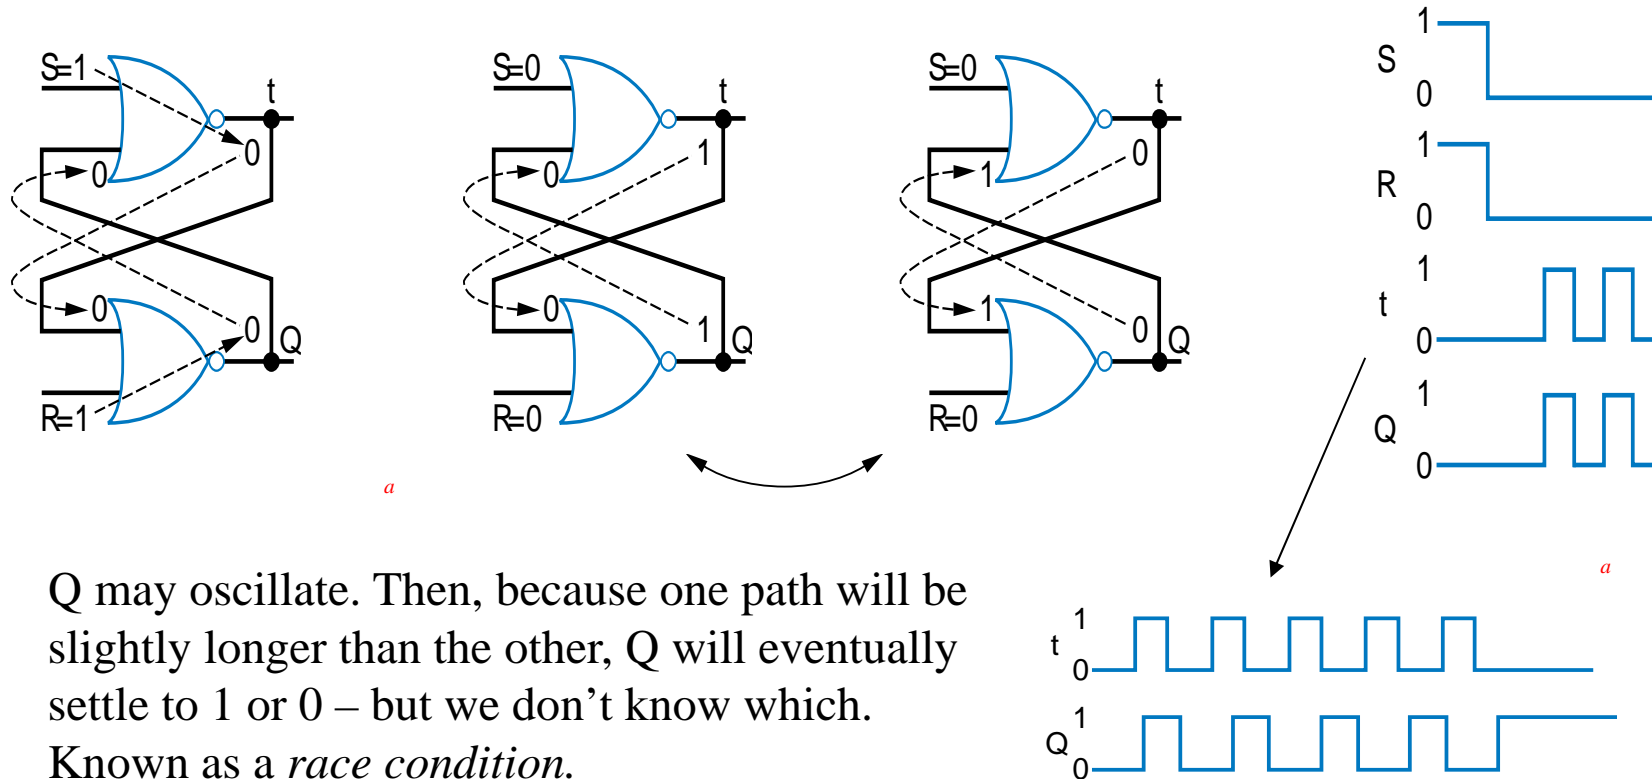 S=1
t
0
0
0
0
Q
R=1
S=0
t
1
0
0
1
Q
R=0
S=0
t
0
1
1
0
Q
R=0
a
1
S
0
1
R
0
1
t
0
1
Q
0
a
Q may oscillate. Then, because one path will be
slightly longer than the other, Q will eventually
settle to 1 or 0 – but we don't know which.
Known as a race condition.
1
t
0
1
Q
0